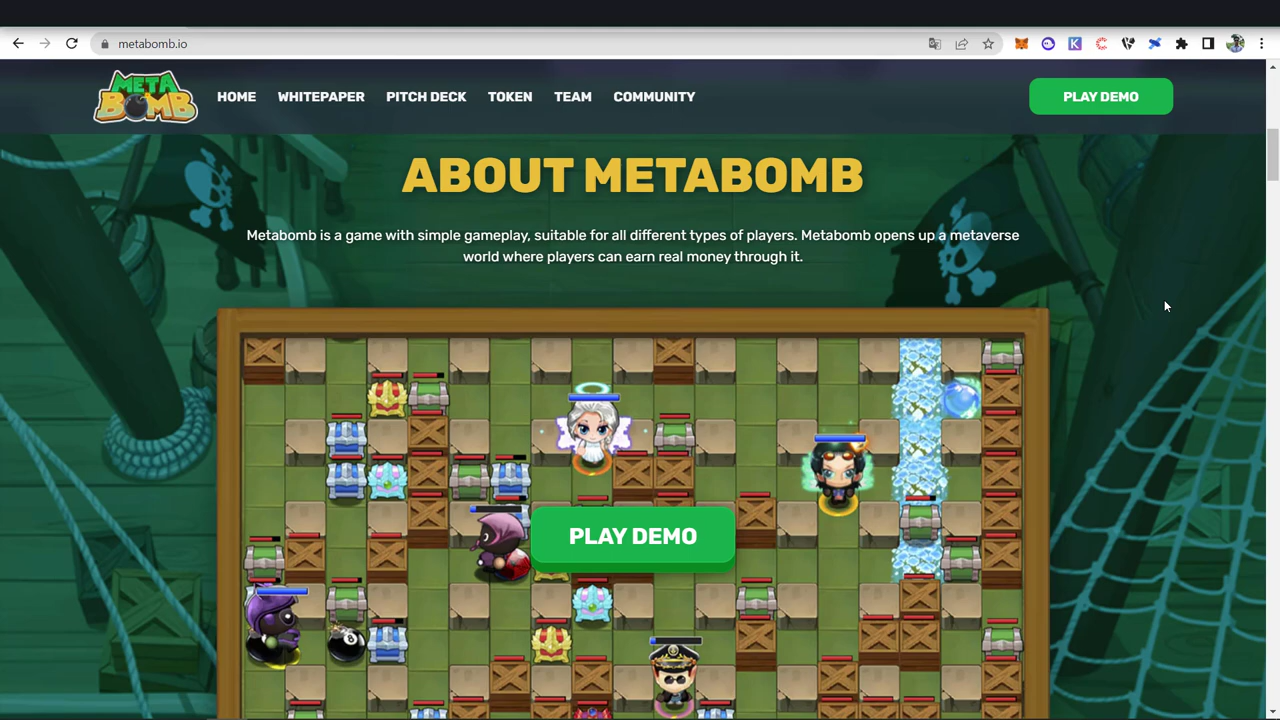 metabomb.io
META
BOMB
HOME
WHITEPAPER
PITCH DECK
TOKEN
TEAM
COMMUNITY
PLAY DEMO
ABOUT METABOMB
Metabomb is a game with simple gameplay, suitable for all different types of players. Metabomb opens up a metaverse
world where players can earn real money through it.
PLAY DEMO
8